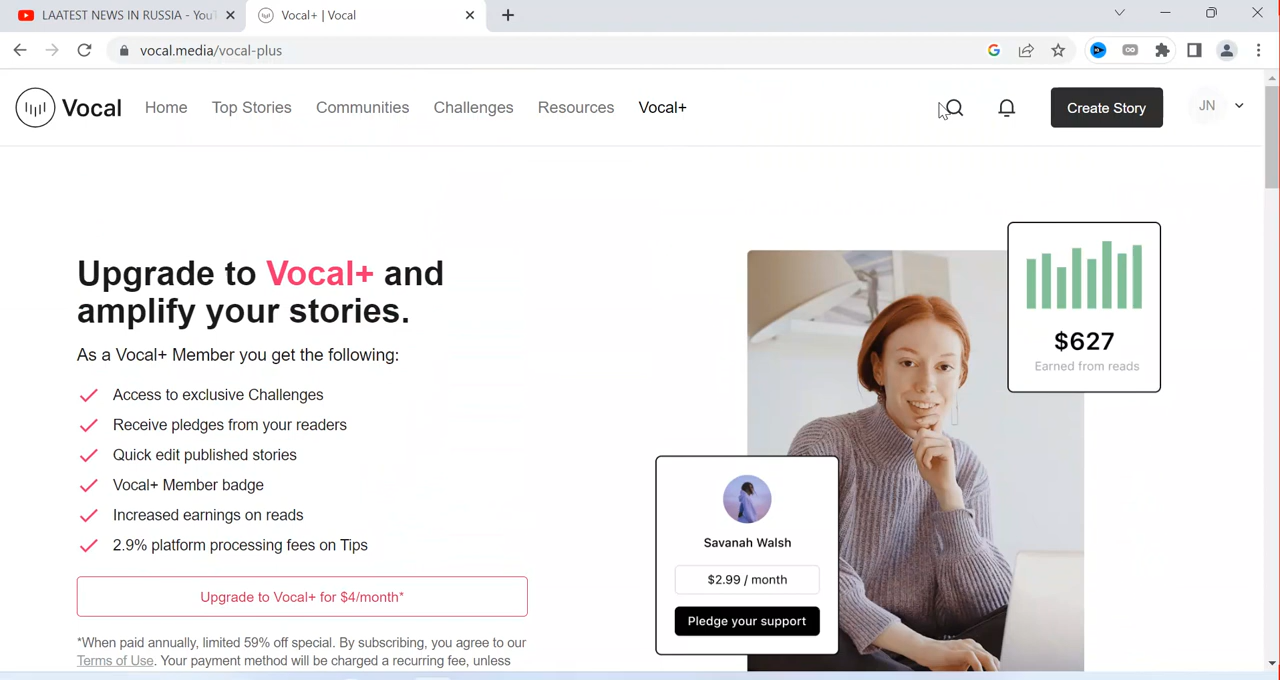 LAATEST NEWS IN RUSSIA - You
Vocal+ | Vocal
vocal.media/vocal-plus
Vocal
Home
Top Stories
Communities
Challenges
Resources
Vocal+
Create Story
JN
Upgrade to Vocal+ and
amplify your stories.
As a Vocal+ Member you get the following:
Access to exclusive Challenges
Receive pledges from your readers
Quick edit published stories
Vocal+ Member badge
Increased earnings on reads
2.9% platform processing fees on Tips
Upgrade to Vocal+ for $4/month*
*When paid annually, limited 59% off special. By subscribing, you agree to our
Terms of Use. Your payment method will be charged a recurring fee, unless
$627
Earned from reads
Savanah Walsh
$2.99 / month
Pledge your support